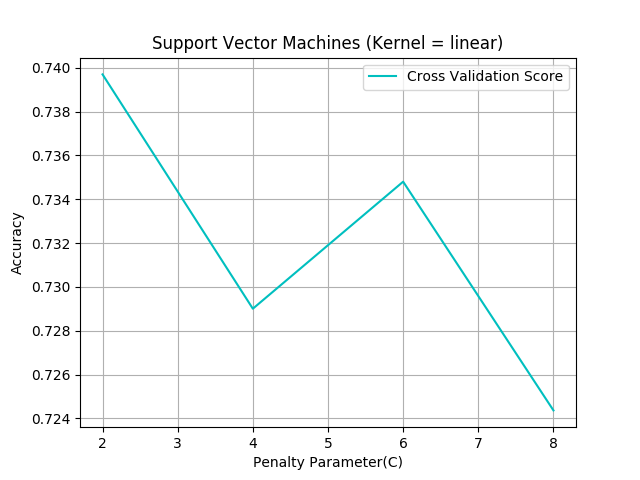 Support Vector Machines (Kernel = linear)
Cross Validation Score
Accuracy
0.740
0.738
0.736
0.734
0.732
0.730
0.728
0.726
0.724
2 3 4 5 6 7 8
Penalty Parameter(C)